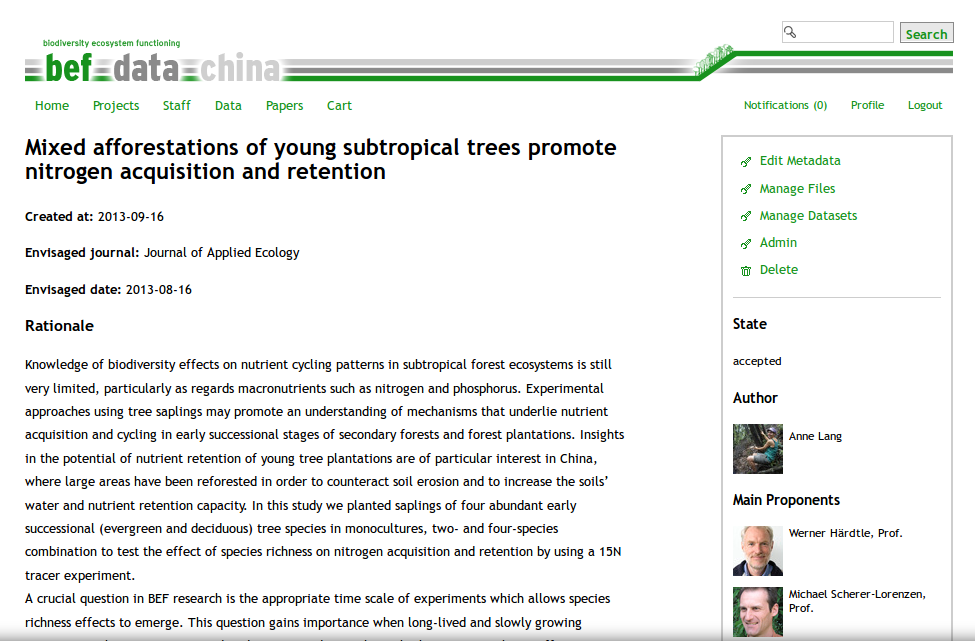 biodiversity ecosystem functioning
bef data china
Search
Home Projects Staff Data Papers Cart
Notifications (0) Profile Logout
Mixed afforestations of young subtropical trees promote
nitrogen acquisition and retention
Created at: 2013-09-16
Envisaged journal: Journal of Applied Ecology
Envisaged date: 2013-08-16
Rationale
Knowledge of biodiversity effects on nutrient cycling patterns in subtropical forest ecosystems is still
very limited, particularly as regards macronutrients such as nitrogen and phosphorus. Experimental
approaches using tree saplings may promote an understanding of mechanisms that underlie nutrient
acquisition and cycling in early successional stages of secondary forests and forest plantations. Insights
in the potential of nutrient retention of young tree plantations are of particular interest in China,
where large areas have been reforested in order to counteract soil erosion and to increase the soils’
water and nutrient retention capacity. In this study we planted saplings of four abundant early
successional (evergreen and deciduous) tree species in monocultures, two- and four-species
combination to test the effect of species richness on nitrogen acquisition and retention by using a 15N
tracer experiment.
A crucial question in BEF research is the appropriate time scale of experiments which allows species
richness effects to emerge. This question gains importance when long-lived and slowly growing
Edit Metadata
Manage Files
Manage Datasets
Admin
Delete
State
accepted
Author
Anne Lang
Main Proponents
Werner Härdtle, Prof.
Michael Scherer-Lorenzen,
Prof.